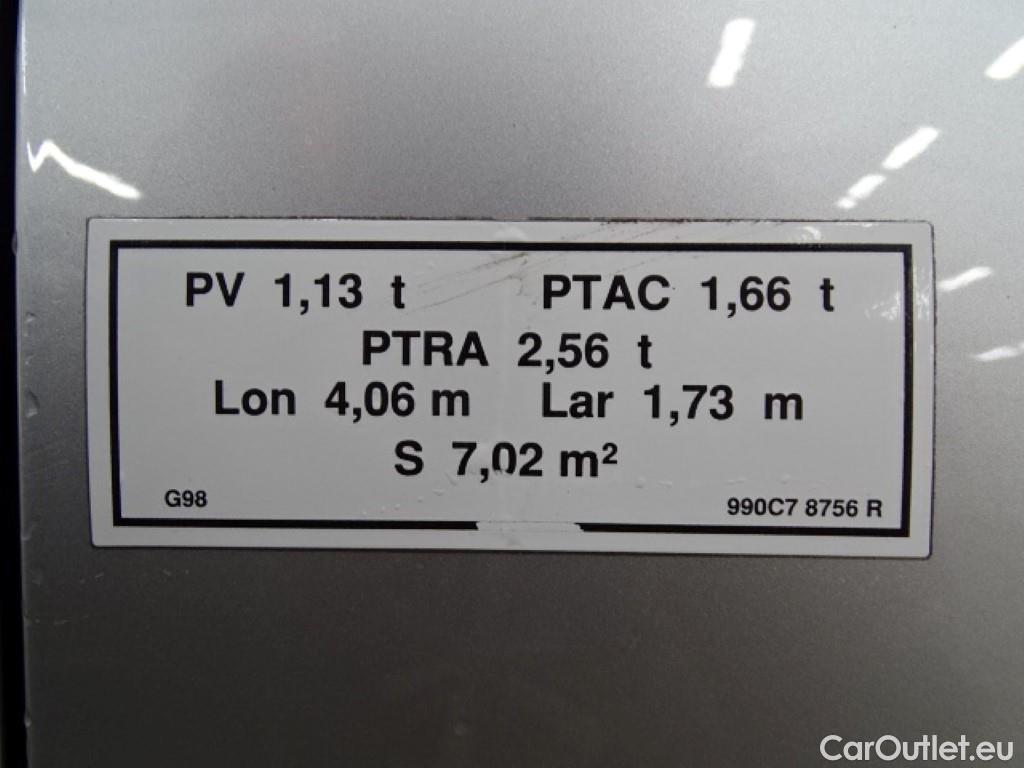 PV 1,13 t PTAC 1,66 t
PTRA 2,56 t
Lon 4,06 m Lar 1,73 m
S 7,02 m²
G98 990C7 8756 R
CarOutlet.eu